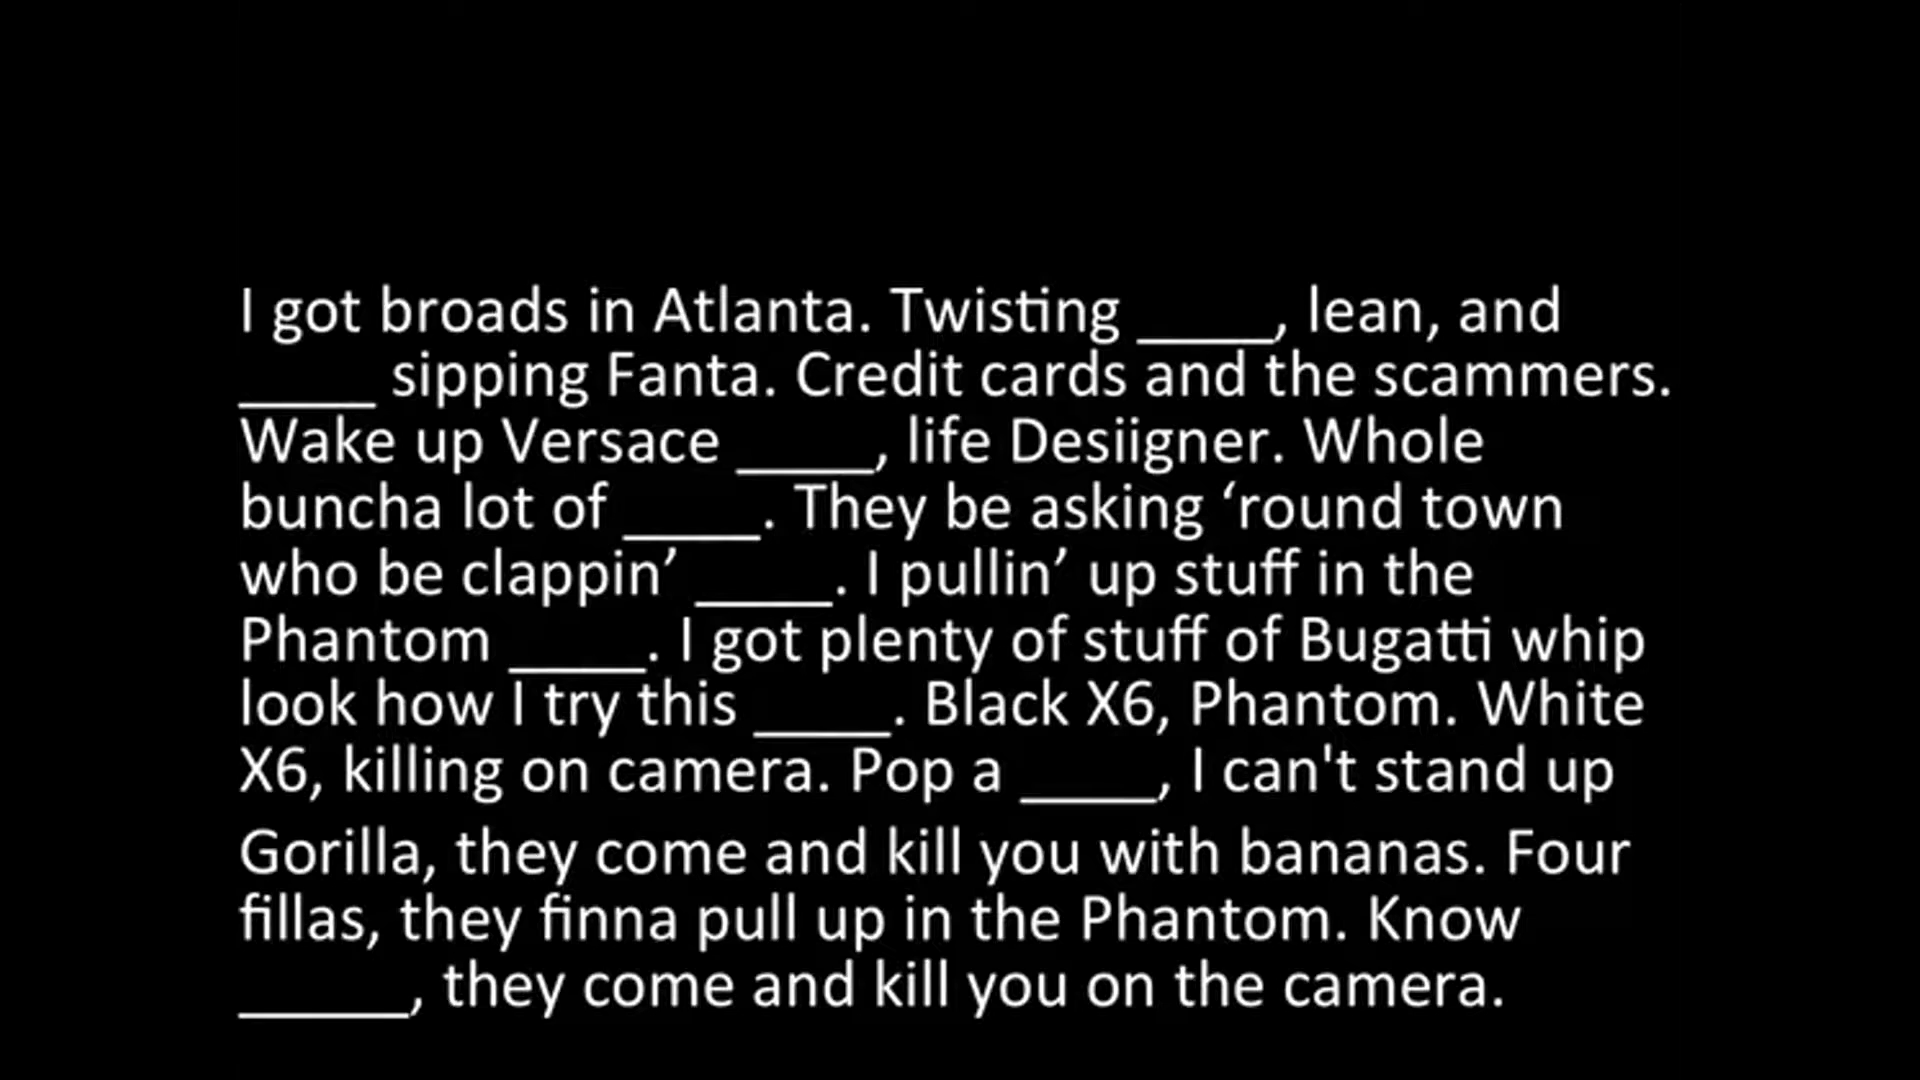 I got broads in Atlanta. Twisting ____, lean, and
____ sipping Fanta. Credit cards and the scammers.
Wake up Versace ____, life Desiigner. Whole
buncha lot of ____. They be asking ‘round town
who be clappin’ ____. I pullin’ up stuff in the
Phantom ____. I got plenty of stuff of Bugatti whip
look how I try this ____. Black X6, Phantom. White
X6, killing on camera. Pop a ____, I can't stand up
Gorilla, they come and kill you with bananas. Four
fillas, they finna pull up in the Phantom. Know
_____, they come and kill you on the camera.